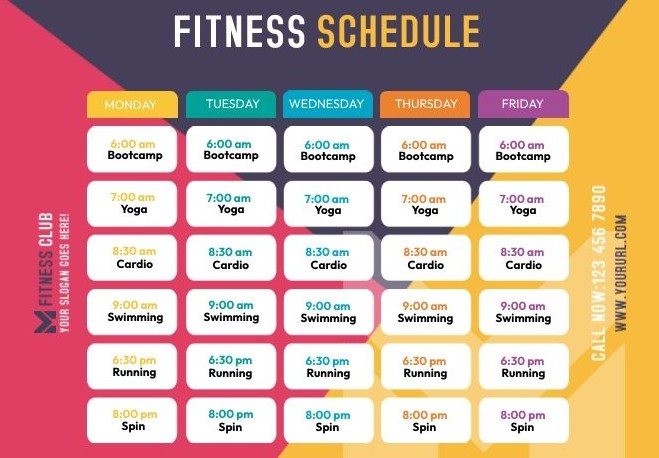 FITNESS SCHEDULE
MONDAY TUESDAY WEDNESDAY THURSDAY FRIDAY
6:00 am 6:00 am 6:00 am 6:00 am 6:00 am
Bootcamp Bootcamp Bootcamp Bootcamp Bootcamp
7:00 am 7:00 am 7:00 am 7:00 am 7:00 am
Yoga Yoga Yoga Yoga Yoga
8:30 am 8:30 am 8:30 am 8:30 am 8:30 am
Cardio Cardio Cardio Cardio Cardio
9:00 am 9:00 am 9:00 am 9:00 am 9:00 am
Swimming Swimming Swimming Swimming Swimming
6:30 pm 6:30 pm 6:30 pm 6:30 pm 6:30 pm
Running Running Running Running Running
8:00 pm 8:00 pm 8:00 pm 8:00 pm 8:00 pm
Spin Spin Spin Spin Spin
FITNESS CLUB
YOUR SLOGAN GOES HERE!
CALL NOW:123 456 7890
WWW.YOURURL.COM